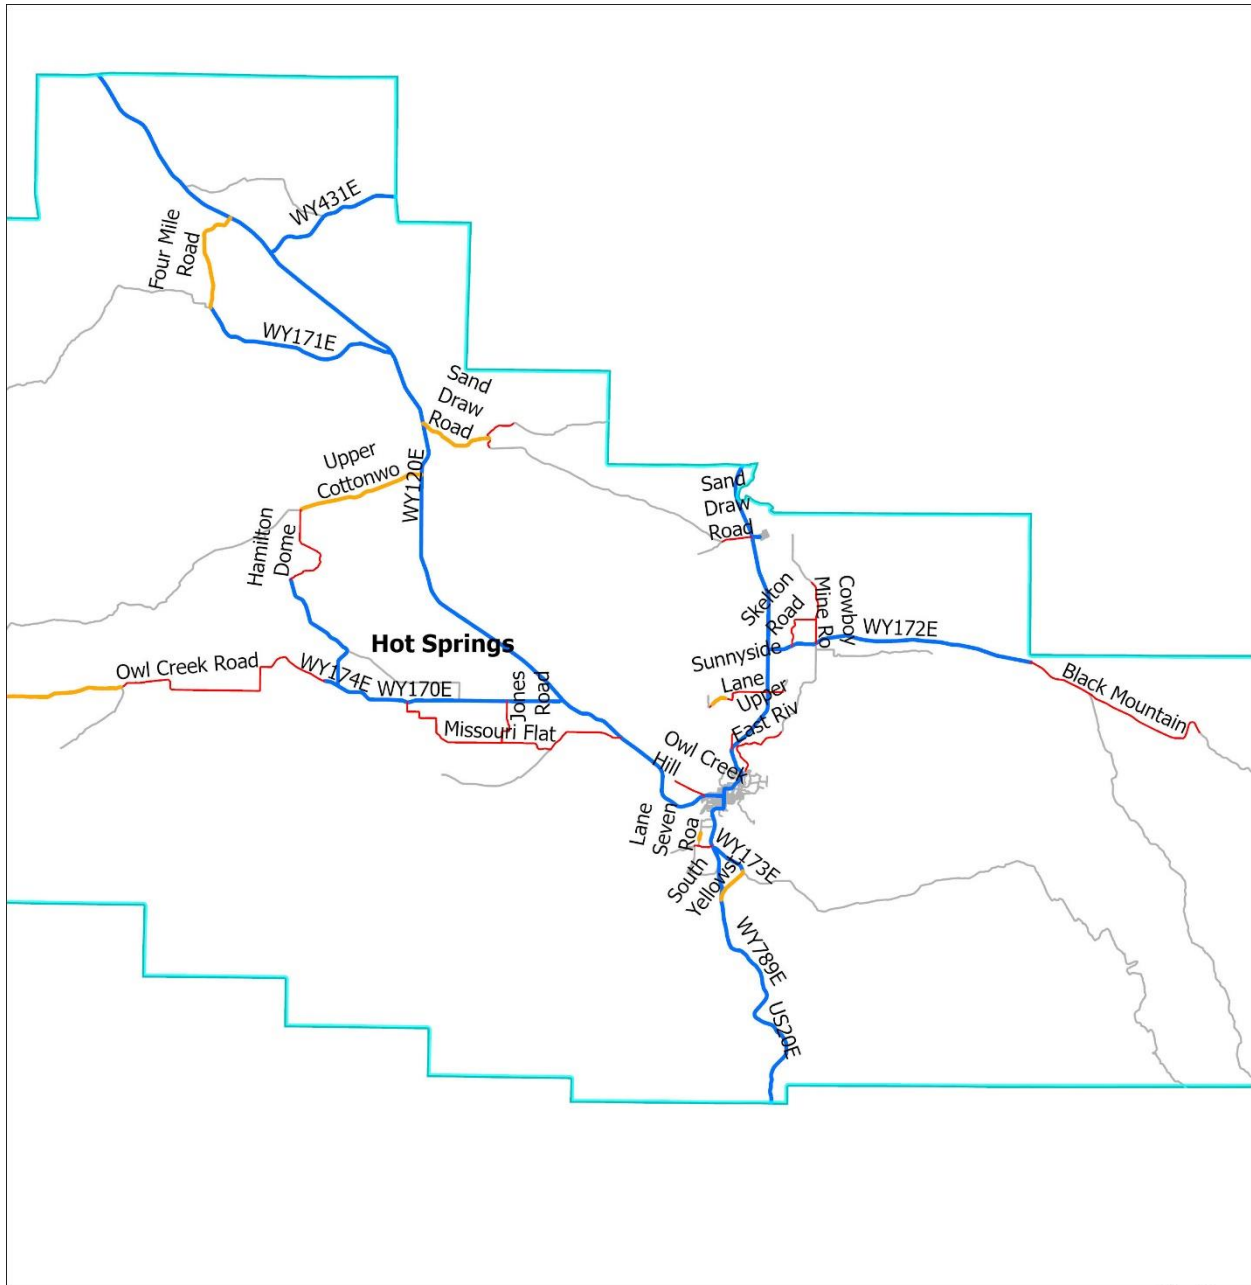 WY431E
Four Mile
Road
WY171E
Sand
Draw
Road
Upper
Cottonwo
WY120E
Sand
Draw
Road
Hamilton
Dome
Skelton
Road
Cowboy
Mine Ro
WY172E
Hot Springs
Sunnyside
Lane
Owl Creek Road
WY174E
WY170E
Jones
Road
Upper
East Riv
Black Mountain
Missouri Flat
Owl Creek
Hill
Lane
Seven
Roa
WY173E
South
Yellowst
WY789E
US20E